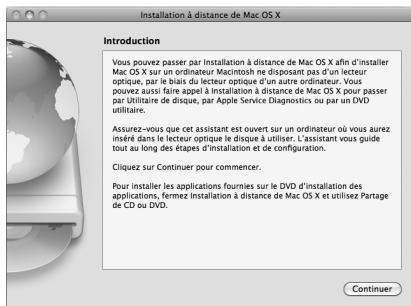 Installation à distance de Mac OS X
Introduction
Vous pouvez passer par Installation à distance de Mac OS X afin d'installer
Mac OS X sur un ordinateur Macintosh ne disposant pas d'un lecteur
optique, par le biais du lecteur optique d'un autre ordinateur. Vous
pouvez aussi faire appel à Installation à distance de Mac OS X pour passer
par Utilitaire de disque, par Apple Service Diagnostics ou par un DVD
utilitaire.
Assurez-vous que cet assistant est ouvert sur un ordinateur où vous aurez
inséré dans le lecteur optique le disque à utiliser. L'assistant vous guide
tout au long des étapes d'installation et de configuration.
Cliquez sur Continuer pour commencer.
Pour installer les applications fournies sur le DVD d'installation des
applications, fermez Installation à distance de Mac OS X et utilisez Partage
de CD ou DVD.
Continuer